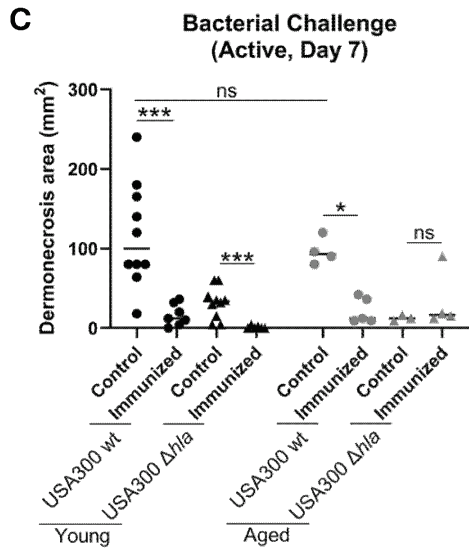 C
Bacterial Challenge
(Active, Day 7)
Dermonecrosis area (mm²)
300
200
100
0
ns
***
***
*
ns
Control
Immunized
Control
Immunized
Control
Immunized
Control
Immunized
USA300 wt
USA300 Δhla
USA300 wt
USA300 Δhla
Young
Aged